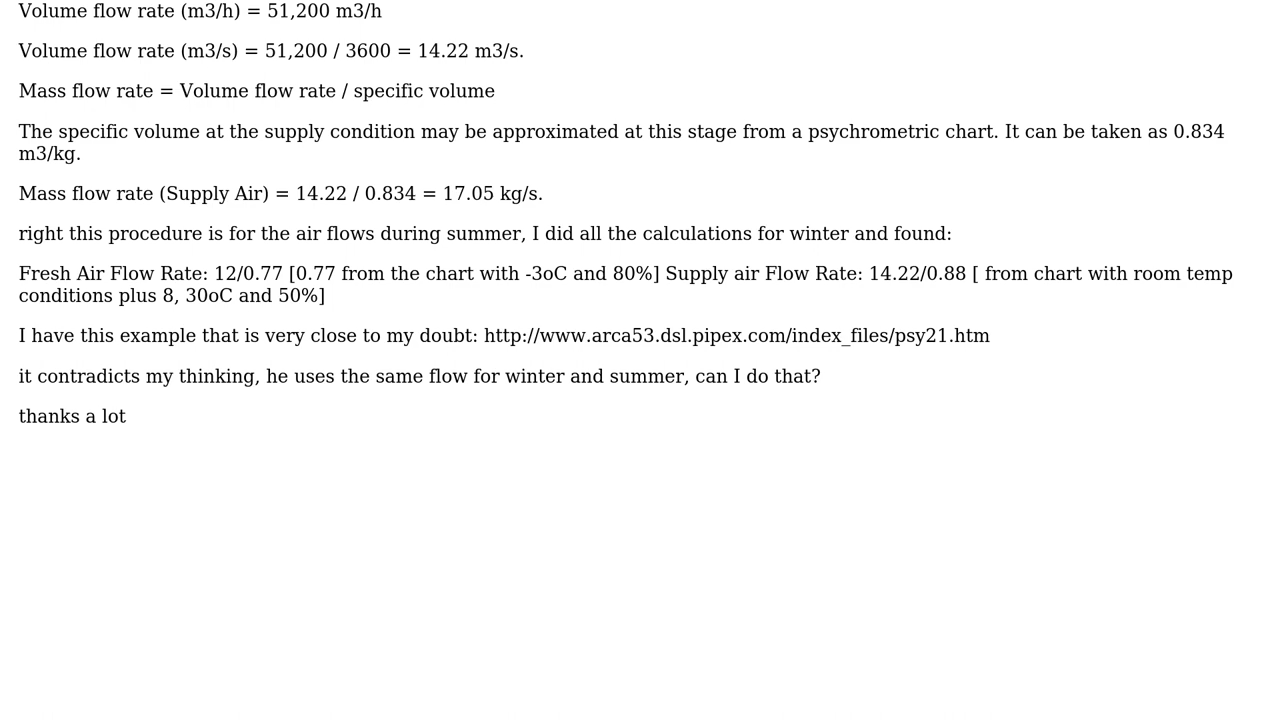 Volume flow rate (m3/h) = 51,200 m3/h
Volume flow rate (m3/s) = 51,200 / 3600 = 14.22 m3/s.
Mass flow rate = Volume flow rate / specific volume
The specific volume at the supply condition may be approximated at this stage from a psychrometric chart. It can be taken as 0.834
m3/kg.
Mass flow rate (Supply Air) = 14.22 / 0.834 = 17.05 kg/s.
right this procedure is for the air flows during summer, I did all the calculations for winter and found:
Fresh Air Flow Rate: 12/0.77 [0.77 from the chart with -3oC and 80%] Supply air Flow Rate: 14.22/0.88 [ from chart with room temp
conditions plus 8, 30oC and 50%]
I have this example that is very close to my doubt: http://www.arca53.dsl.pipex.com/index_files/psy21.htm
it contradicts my thinking, he uses the same flow for winter and summer, can I do that?
thanks a lot